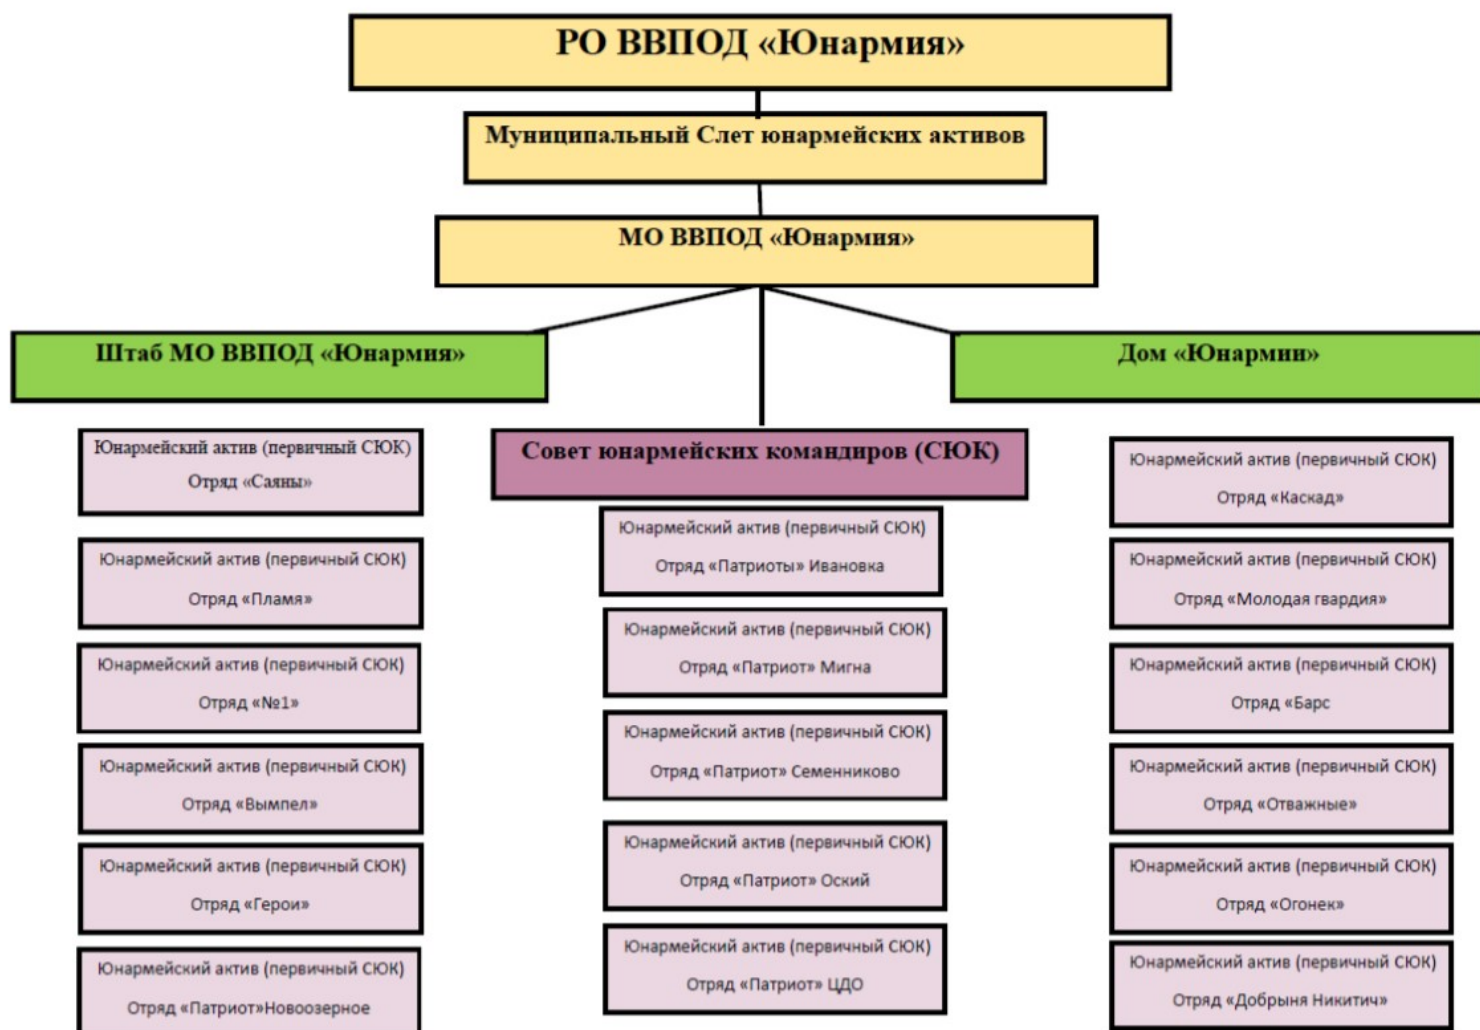 РО ВВПОД «Юнармия»
Муниципальный Слет юнармейских активов
МО ВВПОД «Юнармия»
Штаб МО ВВПОД «Юнармия»
Дом «Юнармии»
Совет юнармейских командиров (СЮК)
Юнармейский актив (первичный СЮК)
Отряд «Саяны»
Юнармейский актив (первичный СЮК)
Отряд «Пламя»
Юнармейский актив (первичный СЮК)
Отряд «№1»
Юнармейский актив (первичный СЮК)
Отряд «Вымпел»
Юнармейский актив (первичный СЮК)
Отряд «Герои»
Юнармейский актив (первичный СЮК)
Отряд «Патриот»Новоозерное
Юнармейский актив (первичный СЮК)
Отряд «Патриоты» Ивановка
Юнармейский актив (первичный СЮК)
Отряд «Патриот» Мигна
Юнармейский актив (первичный СЮК)
Отряд «Патриот» Семенниково
Юнармейский актив (первичный СЮК)
Отряд «Патриот» Оский
Юнармейский актив (первичный СЮК)
Отряд «Патриот» ЦДО
Юнармейский актив (первичный СЮК)
Отряд «Каскад»
Юнармейский актив (первичный СЮК)
Отряд «Молодая гвардия»
Юнармейский актив (первичный СЮК)
Отряд «Барс
Юнармейский актив (первичный СЮК)
Отряд «Отважные»
Юнармейский актив (первичный СЮК)
Отряд «Огонек»
Юнармейский актив (первичный СЮК)
Отряд «Добрыня Никитич»